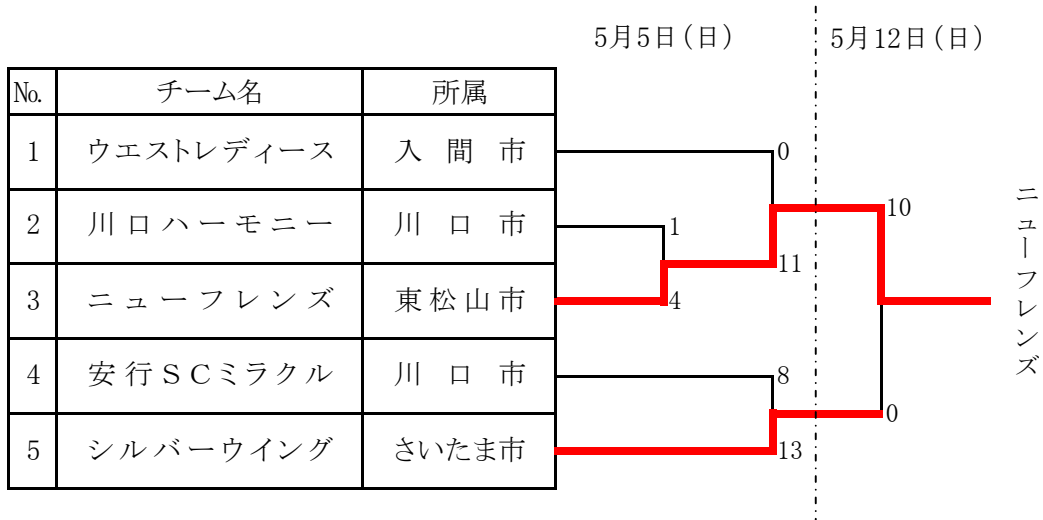 5月5日(日) 5月12日(日)
№ チーム名 所属
1 ウエストレディース 入間市
0
2 川口ハーモニー 川口市
1
10
11
3 ニューフレンズ 東松山市
4
ニューフレンズ
4 安行SCミラクル 川口市
8
0
5 シルバーウイング さいたま市
13